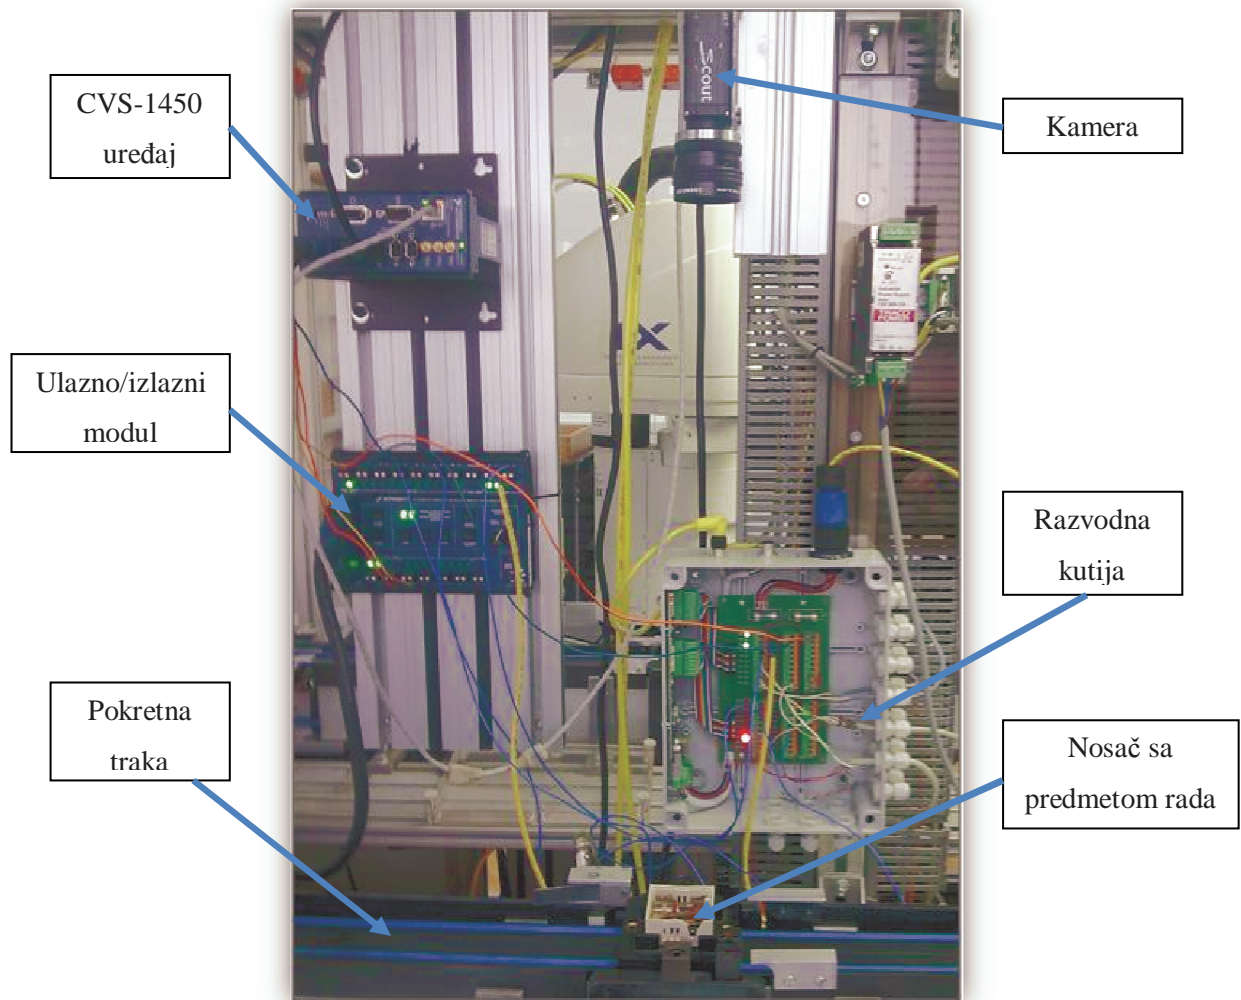 CVS-1450
uređaj
Kamera
Scout
Ulazno/izlazni
modul
Razvodna
kutija
Pokretna
traka
Nosač sa
predmetom rada